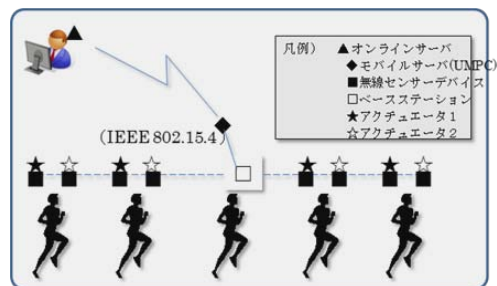 凡例) ▲オンラインサーバ
◆モバイルサーバ(UMPC)
■無線センサーデバイス
□ベースステーション
★アクチュエータ1
☆アクチュエータ2
(IEEE 802.15.4)